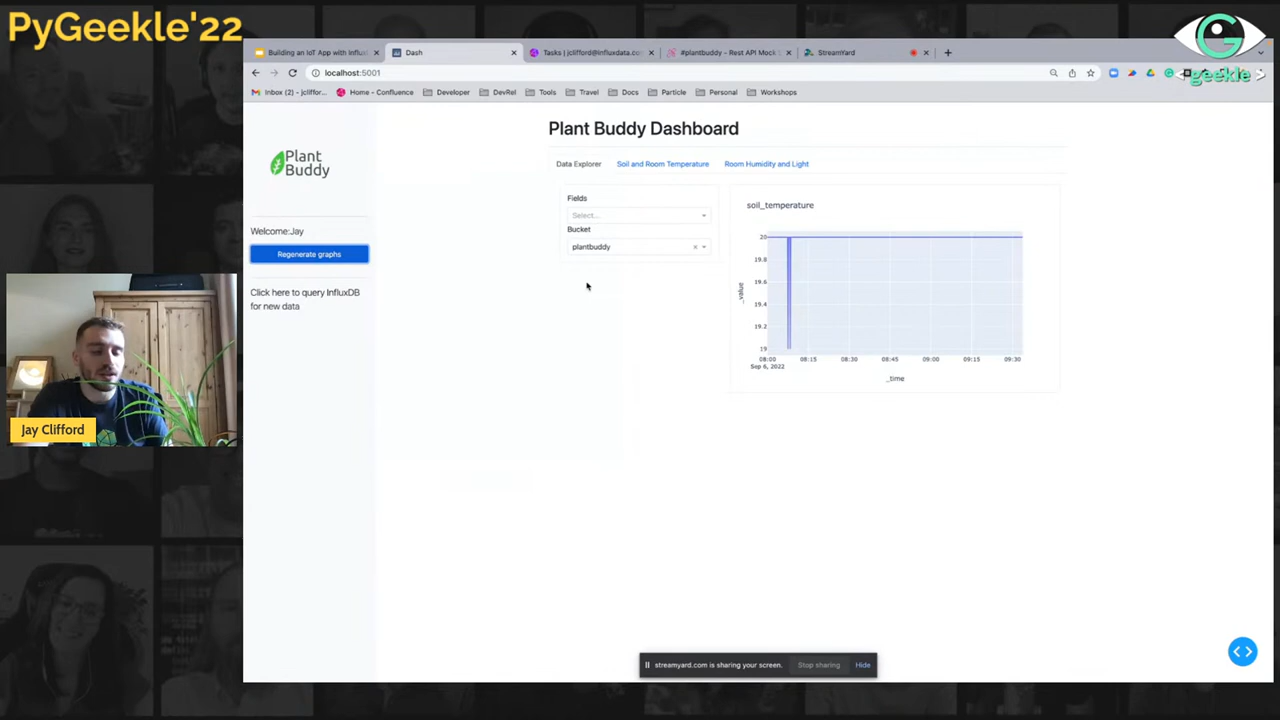 PyGeekle'22
geekle
Building an IoT App with Influx
Dash
Tasks | jclifford@influxdata.co
#plantbuddy - Rest API Mock
StreamYard
localhost:5001
Inbox (2) - jcliffor...
Home - Confluence
Developer
DevRel
Tools
Travel
Docs
Particle
Personal
Workshops
Plant
Buddy
Welcome:Jay
Regenerate graphs
Click here to query InfluxDB
for new data
Plant Buddy Dashboard
Data Explorer
Soil and Room Temperature
Room Humidity and Light
Fields
Select...
Bucket
plantbuddy
soil_temperature
20
19.8
19.6
19.4
19.2
19
_value
08:00
08:15
08:30
08:45
09:00
09:15
09:30
Sep 6, 2022
_time
Jay Clifford
streamyard.com is sharing your screen.
Stop sharing
Hide